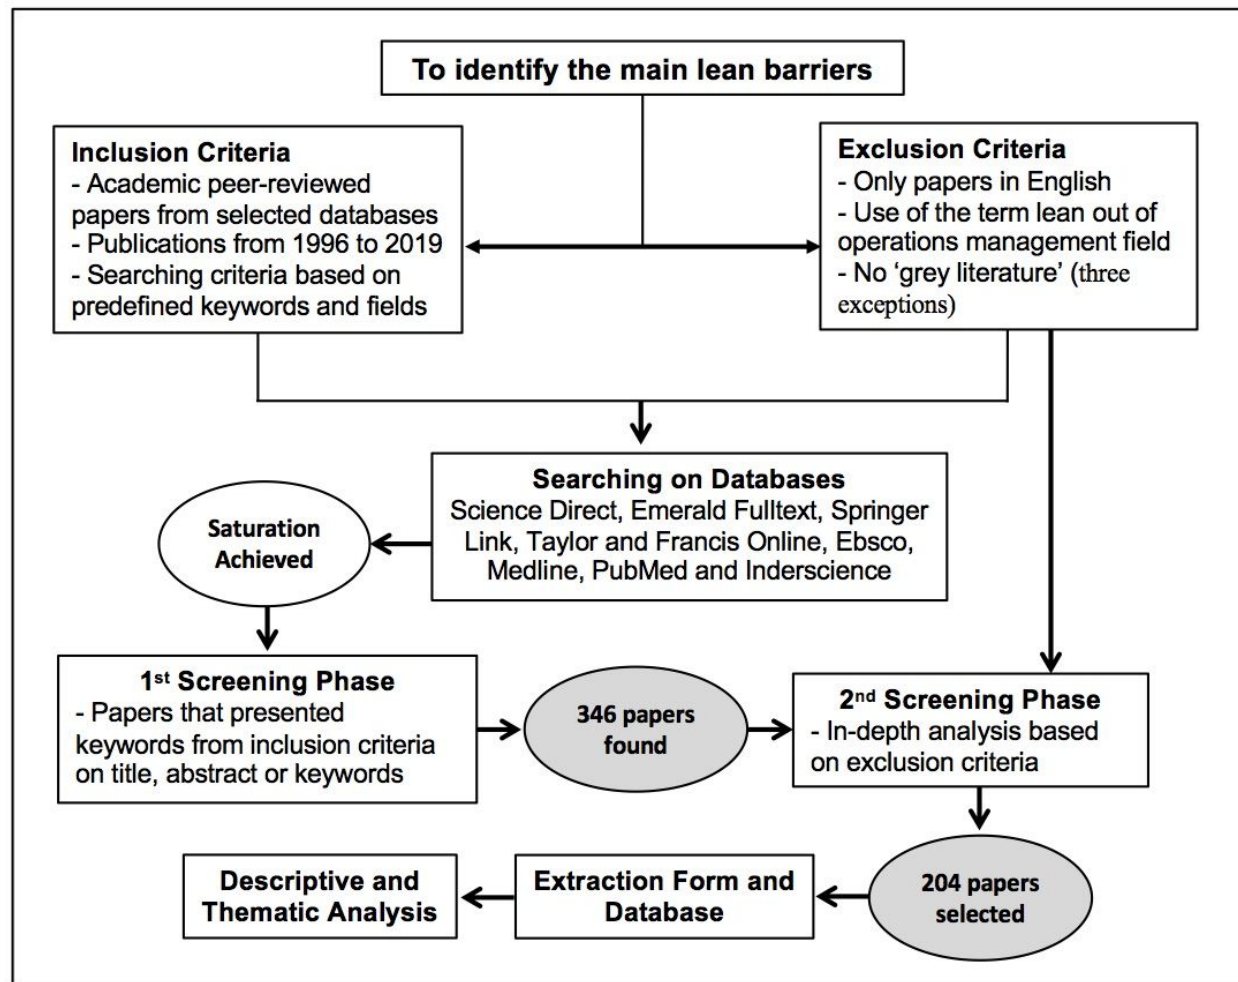 To identify the main lean barriers
Inclusion Criteria
- Academic peer-reviewed
papers from selected databases
- Publications from 1996 to 2019
- Searching criteria based on
predefined keywords and fields
Exclusion Criteria
- Only papers in English
- Use of the term lean out of
operations management field
- No ‘grey literature’ (three
exceptions)
Searching on Databases
Science Direct, Emerald Fulltext, Springer
Link, Taylor and Francis Online, Ebsco,
Medline, PubMed and Inderscience
Saturation
Achieved
1st Screening Phase
- Papers that presented
keywords from inclusion criteria
on title, abstract or keywords
346 papers
found
2nd Screening Phase
- In-depth analysis based
on exclusion criteria
204 papers
selected
Extraction Form and
Database
Descriptive and
Thematic Analysis